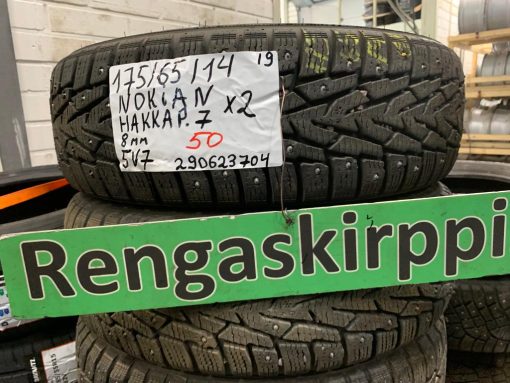 175/65/14 19
NOKIAN x2
HAKKAP. 7
8mm 50
5V7 290623704
Rengaskirppi